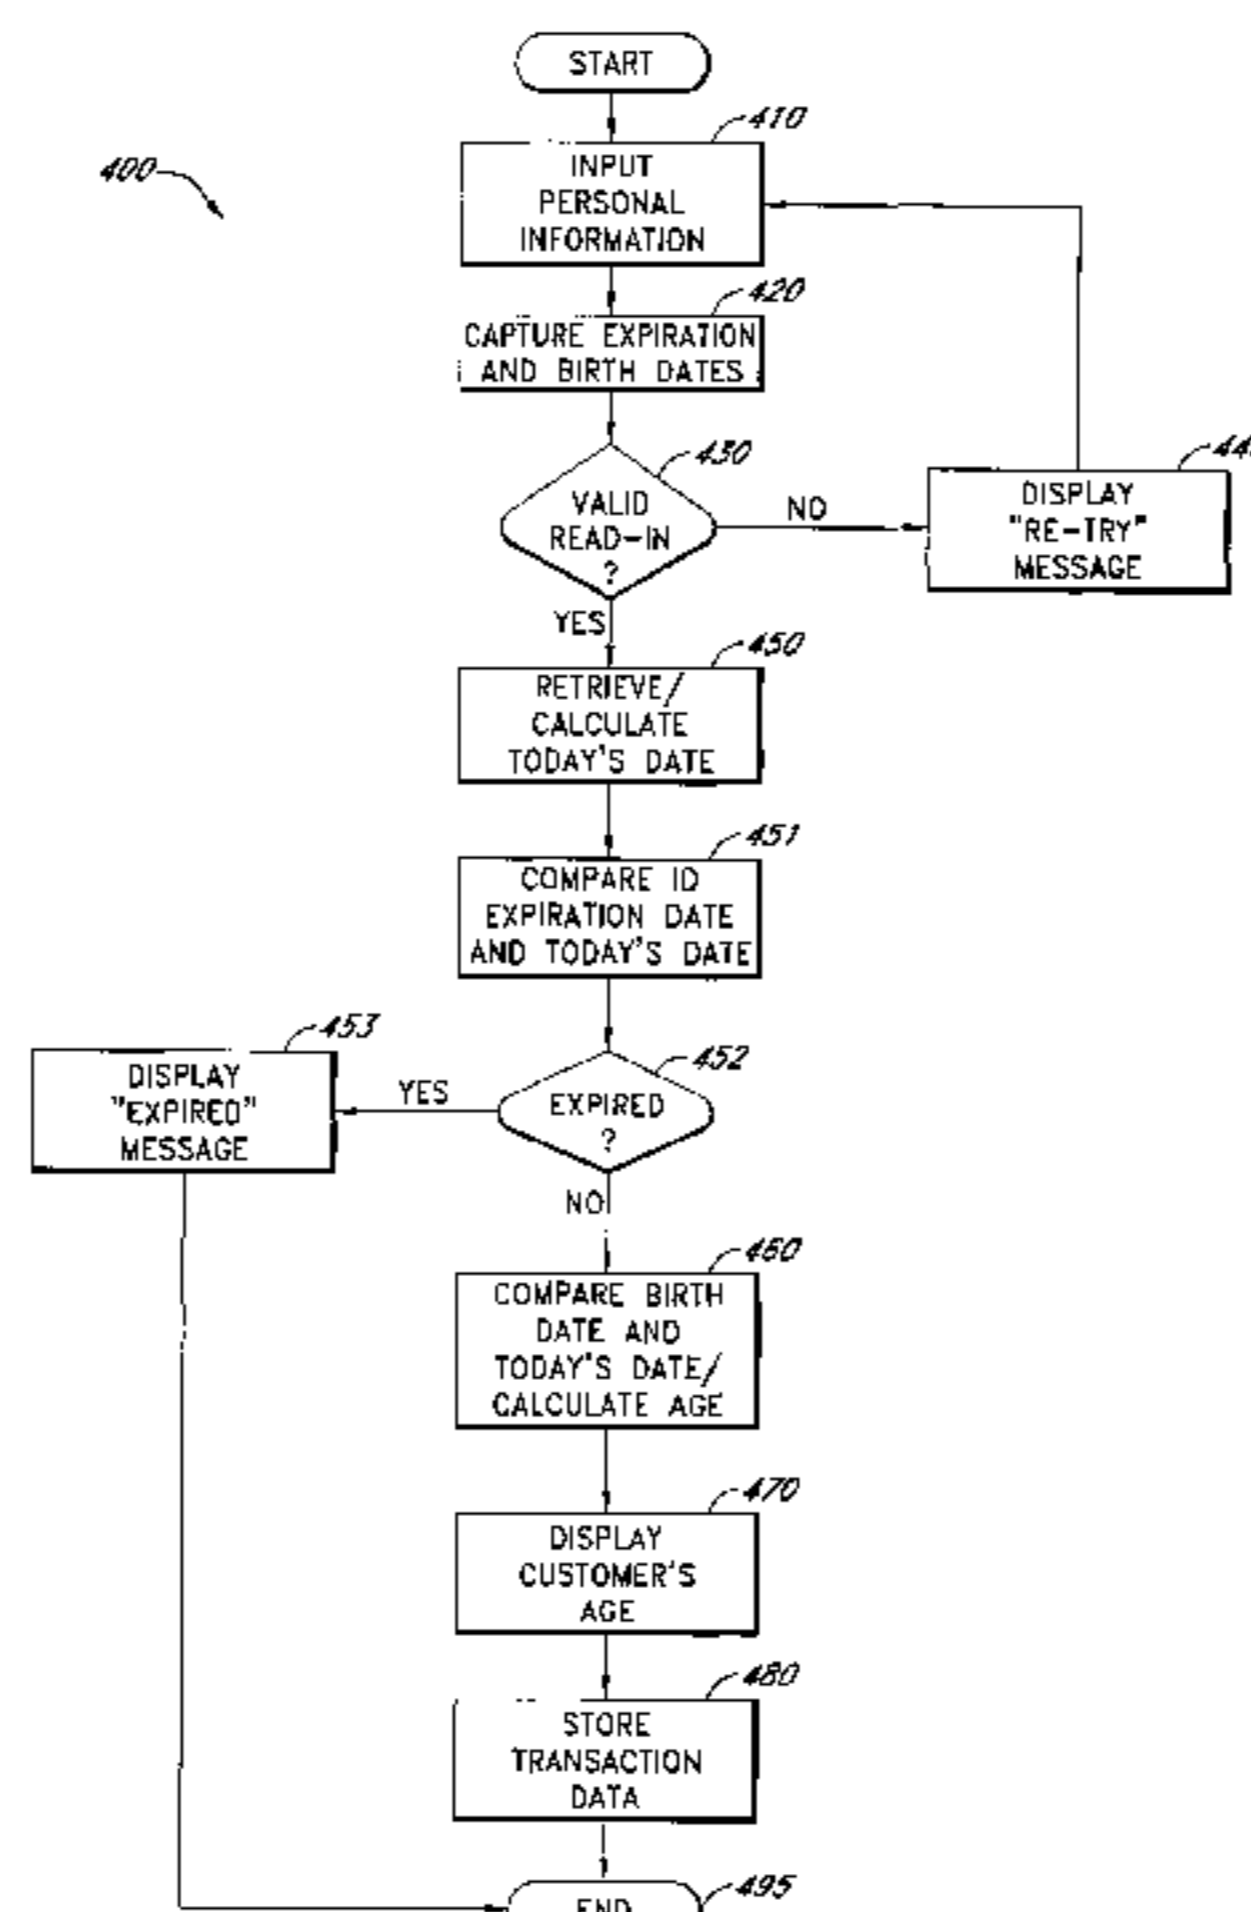 START
410
400
INPUT
PERSONAL
INFORMATION
420
CAPTURE EXPIRATION
AND BIRTH DATES
430
VALID
READ-IN
?
NO
DISPLAY
"RE-TRY"
MESSAGE
YES
450
RETRIEVE/
CALCULATE
TODAY'S DATE
451
COMPARE ID
EXPIRATION DATE
AND TODAY'S DATE
453
DISPLAY
"EXPIRED"
MESSAGE
YES
452
EXPIRED
?
NO
460
COMPARE BIRTH
DATE AND
TODAY'S DATE/
CALCULATE AGE
470
DISPLAY
CUSTOMER'S
AGE
480
STORE
TRANSACTION
DATA
495
END